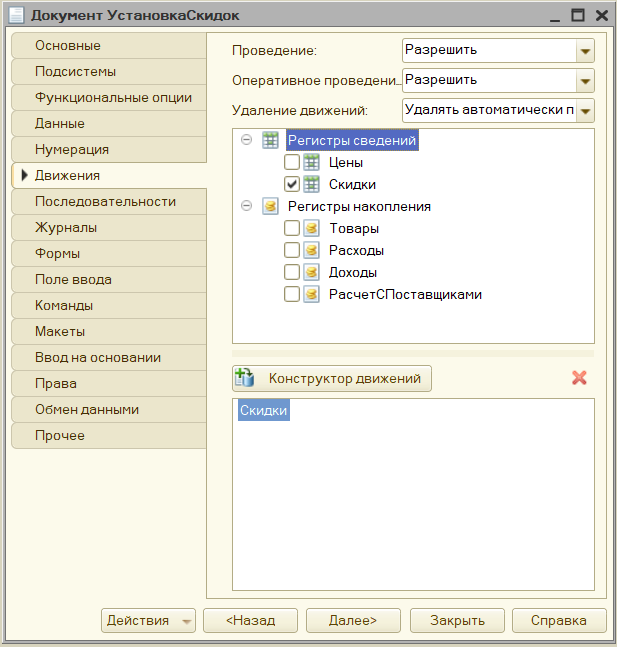 Документ УстановкаСкидок
Основные
Подсистемы
Функциональные опции
Данные
Нумерация
Движения
Последовательности
Журналы
Формы
Поле ввода
Команды
Макеты
Ввод на основании
Права
Обмен данными
Прочее
Проведение: Разрешить
Оперативное проведени... Разрешить
Удаление движений: Удалять автоматически п
Регистры сведений
Цены
Скидки
Регистры накопления
Товары
Расходы
Доходы
РасчетСПоставщиками
Конструктор движений
Скидки
Действия <Назад Далее> Закрыть Справка